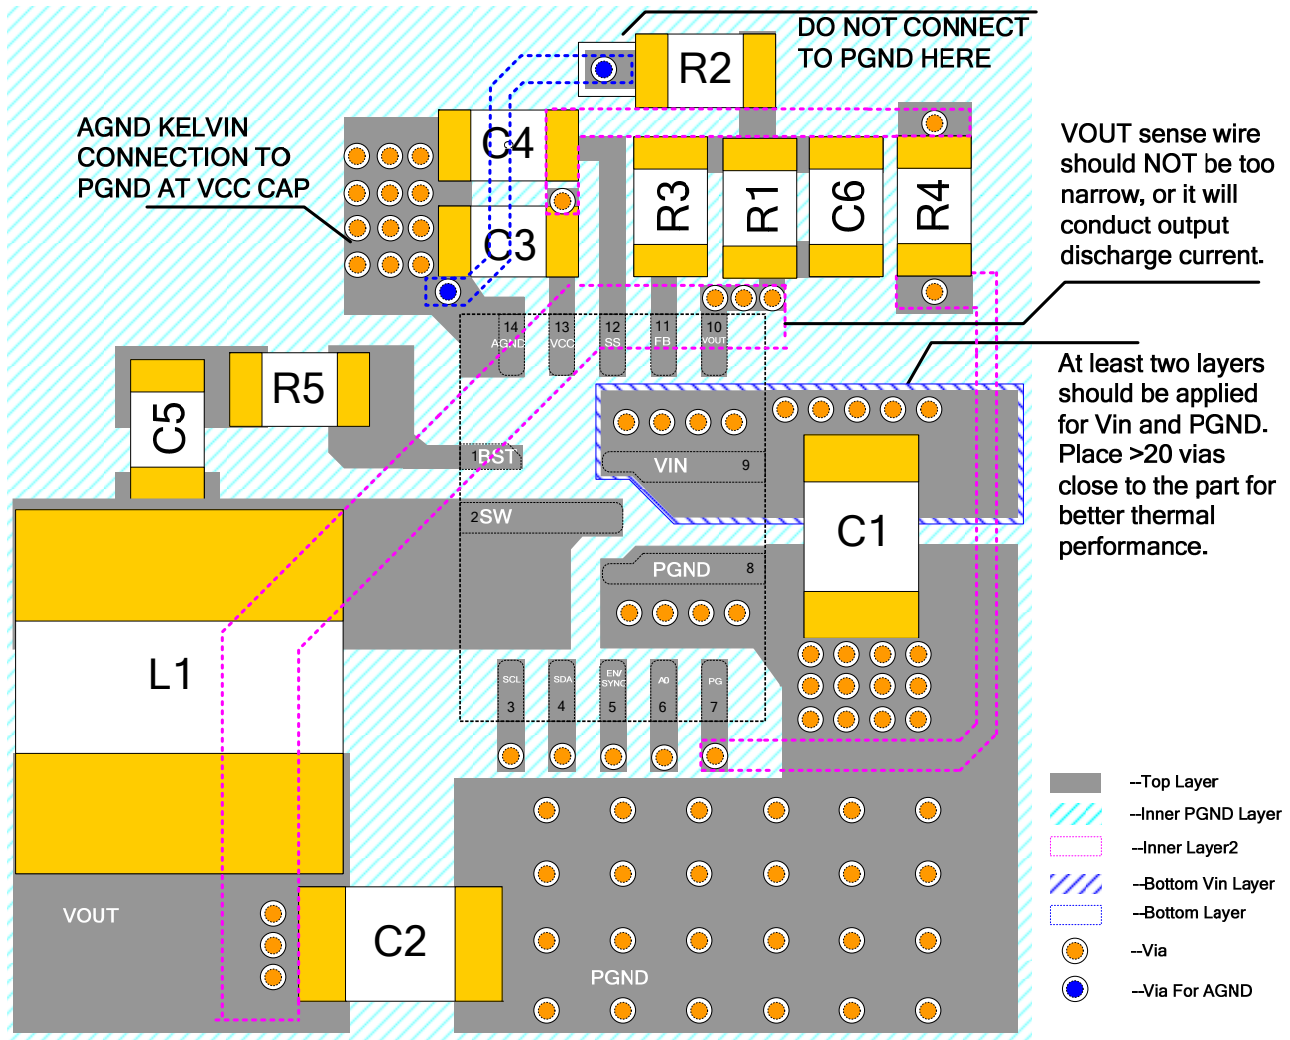 DO NOT CONNECT
TO PGND HERE
R2
AGND KELVIN
CONNECTION TO
PGND AT VCC CAP
C4
C3
R3
R1
C6
R4
VOUT sense wire
should NOT be too
narrow, or it will
conduct output
discharge current.
14
AGND
13
VCC
12
SS
11
FB
10
VOUT
At least two layers
should be applied
for Vin and PGND.
Place >20 vias
close to the part for
better thermal
performance.
C5
R5
1 RST
VIN 9
2 SW
C1
PGND 8
L1
SCL
3
SDA
4
EN/
SYNC
5
A0
6
PG
7
--Top Layer
--Inner PGND Layer
--Inner Layer2
--Bottom Vin Layer
--Bottom Layer
--Via
--Via For AGND
VOUT
C2
PGND